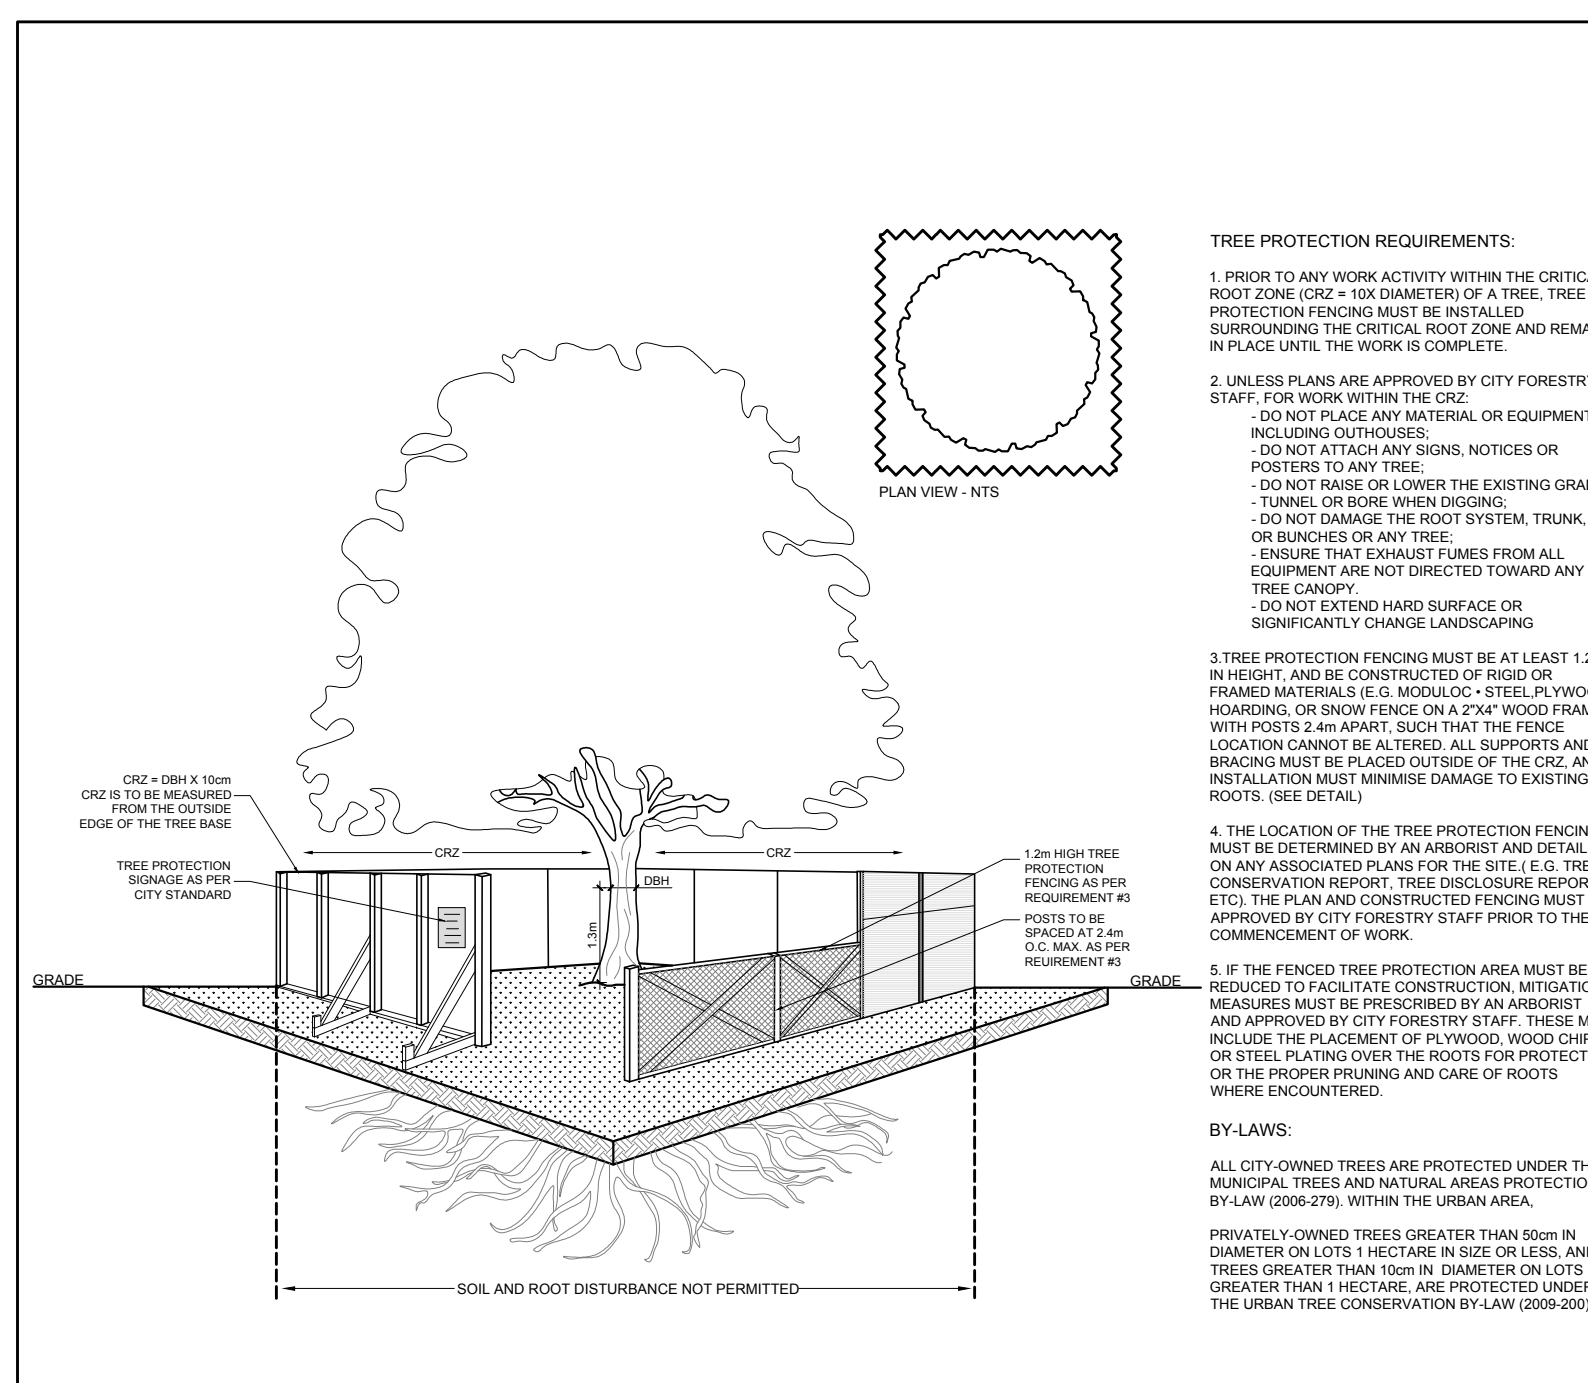 PLAN VIEW - NTS
CRZ = DBH X 10cm
CRZ IS TO BE MEASURED
FROM THE OUTSIDE
EDGE OF THE TREE BASE
TREE PROTECTION
SIGNAGE AS PER
CITY STANDARD
GRADE
CRZ
CRZ
DBH
1.3m
1.2m HIGH TREE
PROTECTION
FENCING AS PER
REQUIREMENT #3
POSTS TO BE
SPACED AT 2.4m
O.C. MAX. AS PER
REUIREMENT #3
GRADE
SOIL AND ROOT DISTURBANCE NOT PERMITTED
TREE PROTECTION REQUIREMENTS:
1. PRIOR TO ANY WORK ACTIVITY WITHIN THE
ROOT ZONE (CRZ = 10X DIAMETER) OF A TREE, TREE
PROTECTION FENCING MUST BE INSTALLED
SURROUNDING THE CRITICAL ROOT ZONE AND
IN PLACE UNTIL THE WORK IS COMPLETE.
2. UNLESS PLANS ARE APPROVED BY CITY FORESTRY
STAFF, FOR WORK WITHIN THE CRZ:
- DO NOT PLACE ANY MATERIAL OR EQUIPMENT
INCLUDING OUTHOUSES;
- DO NOT ATTACH ANY SIGNS, NOTICES OR
POSTERS TO ANY TREE;
- DO NOT RAISE OR LOWER THE EXISTING
- TUNNEL OR BORE WHEN DIGGING;
- DO NOT DAMAGE THE ROOT SYSTEM, TRUNK,
OR BUNCHES OR ANY TREE;
- ENSURE THAT EXHAUST FUMES FROM ALL
EQUIPMENT ARE NOT DIRECTED TOWARD ANY
TREE CANOPY.
- DO NOT EXTEND HARD SURFACE OR
SIGNIFICANTLY CHANGE LANDSCAPING
3.TREE PROTECTION FENCING MUST BE AT LEAST 1.2
IN HEIGHT, AND BE CONSTRUCTED OF RIGID OR
FRAMED MATERIALS (E.G. MODULOC • STEEL,
HOARDING, OR SNOW FENCE ON A 2"X4" WOOD
WITH POSTS 2.4m APART, SUCH THAT THE FENCE
LOCATION CANNOT BE ALTERED. ALL SUPPORTS AND
BRACING MUST BE PLACED OUTSIDE OF THE CRZ,
INSTALLATION MUST MINIMISE DAMAGE TO EXISTING
ROOTS. (SEE DETAIL)
4. THE LOCATION OF THE TREE PROTECTION
MUST BE DETERMINED BY AN ARBORIST AND
ON ANY ASSOCIATED PLANS FOR THE SITE.( E.G.
CONSERVATION REPORT, TREE DISCLOSURE
ETC). THE PLAN AND CONSTRUCTED FENCING MUST
APPROVED BY CITY FORESTRY STAFF PRIOR TO THE
COMMENCEMENT OF WORK.
5. IF THE FENCED TREE PROTECTION AREA MUST BE
REDUCED TO FACILITATE CONSTRUCTION,
MEASURES MUST BE PRESCRIBED BY AN ARBORIST
AND APPROVED BY CITY FORESTRY STAFF. THESE
INCLUDE THE PLACEMENT OF PLYWOOD, WOOD
OR STEEL PLATING OVER THE ROOTS FOR
OR THE PROPER PRUNING AND CARE OF ROOTS
WHERE ENCOUNTERED.
BY-LAWS:
ALL CITY-OWNED TREES ARE PROTECTED UNDER
MUNICIPAL TREES AND NATURAL AREAS
BY-LAW (2006-279). WITHIN THE URBAN AREA,
PRIVATELY-OWNED TREES GREATER THAN 50cm IN
DIAMETER ON LOTS 1 HECTARE IN SIZE OR LESS,
TREES GREATER THAN 10cm IN DIAMETER ON LOTS
GREATER THAN 1 HECTARE, ARE PROTECTED UNDER
THE URBAN TREE CONSERVATION BY-LAW (2009-200)